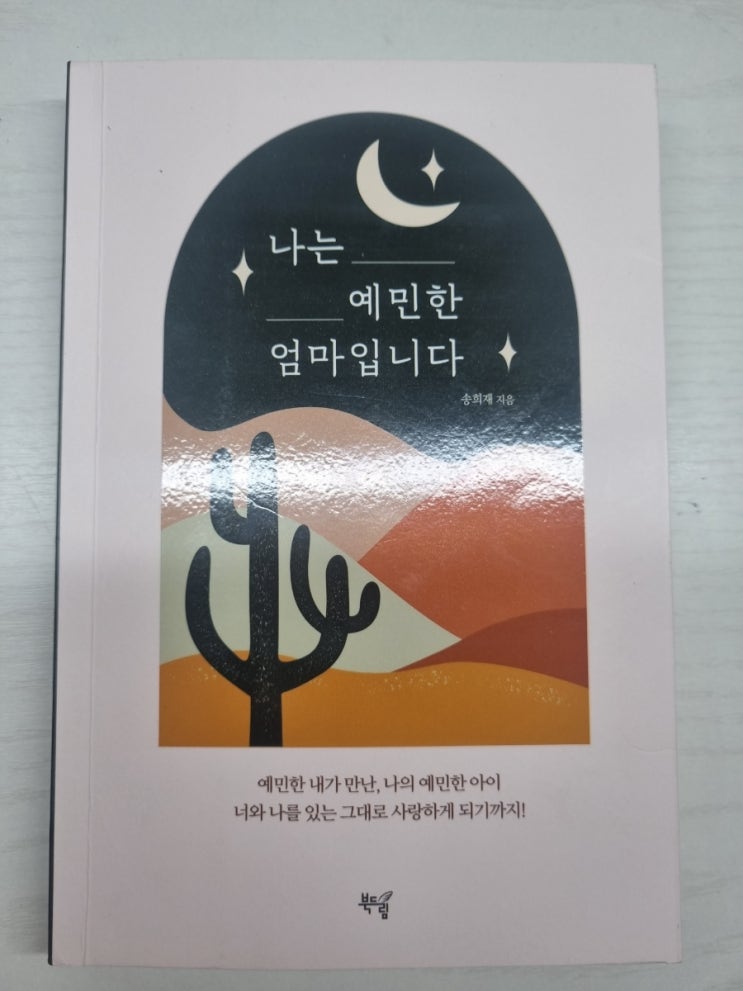 나는
예민한
엄마입니다
송희재 지음
예민한 내가 만난, 나의 예민한 아이
너와 나를 있는 그대로 사랑하게 되기까지!
북드림